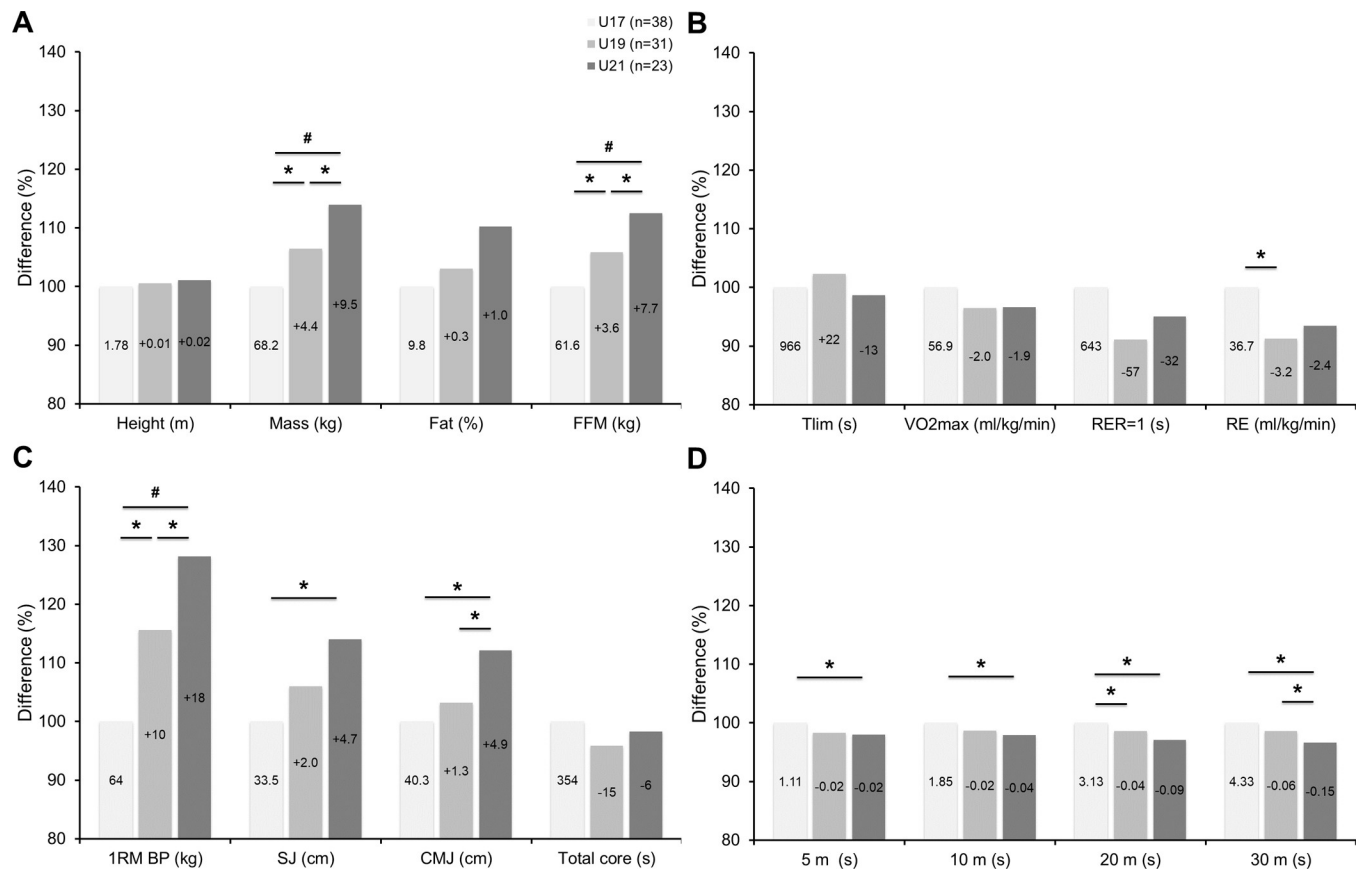 A
U17 (n=38)
U19 (n=31)
U21 (n=23)
Difference (%)
140
130
120
110
100
90
80
#
* *
#
* *
1.78 +0.01 +0.02
68.2 +4.4 +9.5
9.8 +0.3 +1.0
61.6 +3.6 +7.7
Height (m) Mass (kg) Fat (%) FFM (kg)
B
Difference (%)
140
130
120
110
100
90
80
*
966 +22 -13
56.9 -2.0 -1.9
643 -57 -32
36.7 -3.2 -2.4
Tlim (s) VO2max (ml/kg/min) RER=1 (s) RE (ml/kg/min)
C
Difference (%)
140
130
120
110
100
90
80
#
* *
*
*
*
64 +10 +18
33.5 +2.0 +4.7
40.3 +1.3 +4.9
354 -15 -6
1RM BP (kg) SJ (cm) CMJ (cm) Total core (s)
D
Difference (%)
140
130
120
110
100
90
80
*
*
*
*
*
*
1.11 -0.02 -0.02
1.85 -0.02 -0.04
3.13 -0.04 -0.09
4.33 -0.06 -0.15
5 m (s) 10 m (s) 20 m (s) 30 m (s)